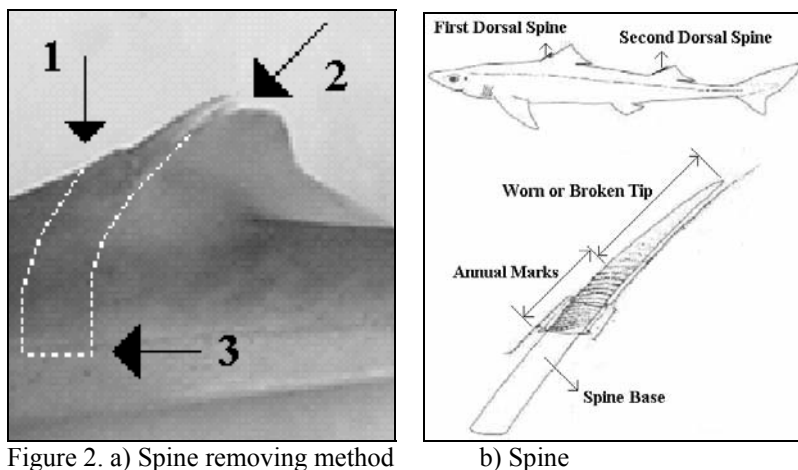 1
2
3
First Dorsal Spine
Second Dorsal Spine
Worn or Broken Tip
Annual Marks
Spine Base
Figure 2. a) Spine removing method b) Spine